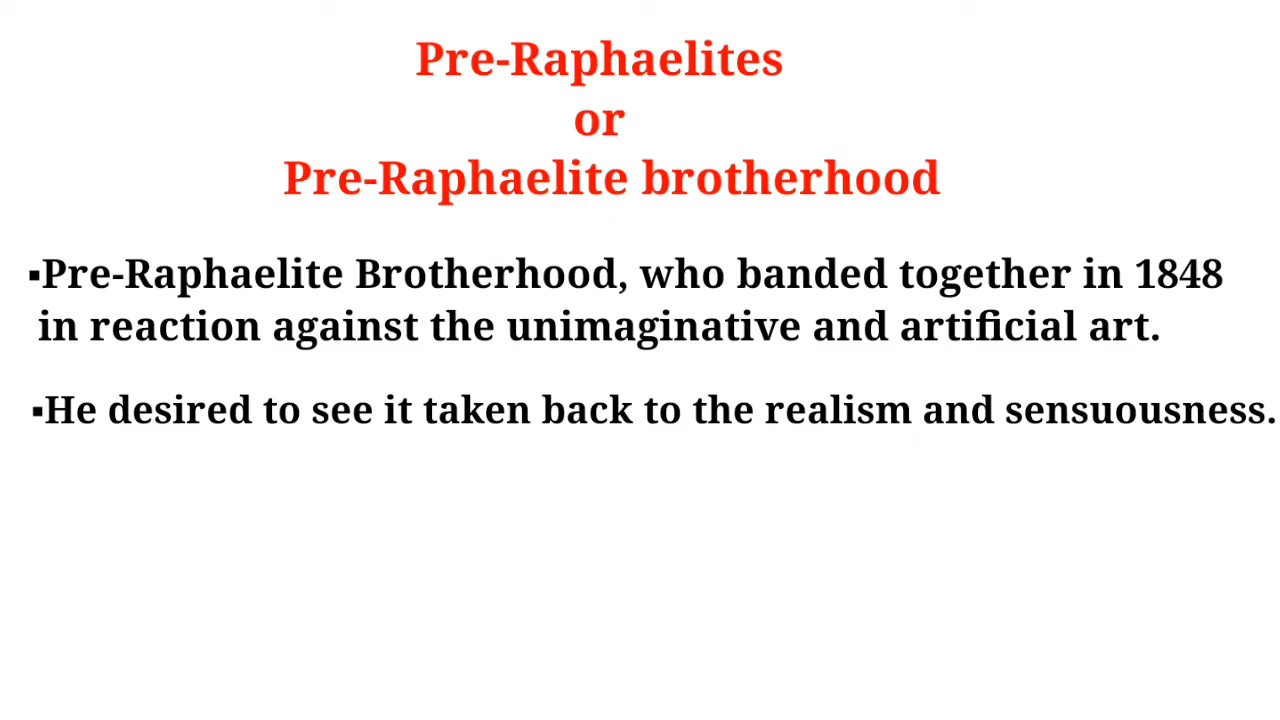 Pre-Raphaelites
or
Pre-Raphaelite brotherhood
▪Pre-Raphaelite Brotherhood, who banded together in 1848
in reaction against the unimaginative and artificial art.
▪He desired to see it taken back to the realism and sensuousness.